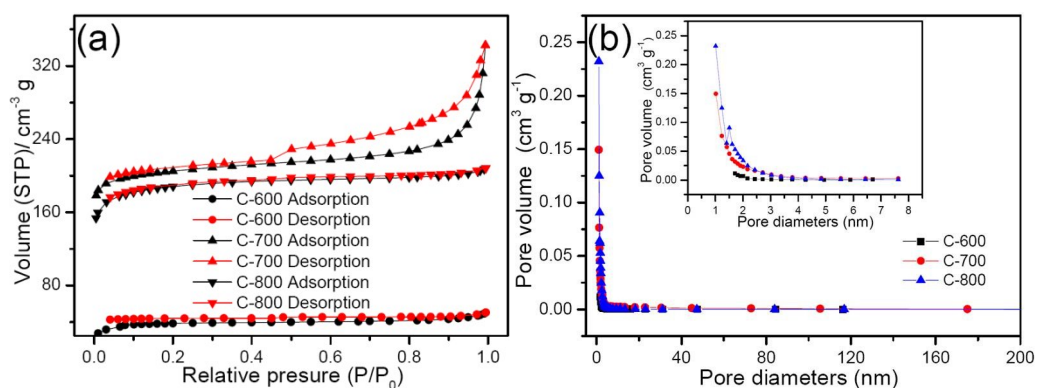 (a)
Volume (STP)/ cm⁻³ g
320
240
160
80
C-600 Adsorption
C-600 Desorption
C-700 Adsorption
C-700 Desorption
C-800 Adsorption
C-800 Desorption
0.0 0.2 0.4 0.6 0.8 1.0
Relative presure (P/P₀)
(b)
Pore volume (cm³ g⁻¹)
0.25
0.20
0.15
0.10
0.05
0.00
Pore volume (cm³ g⁻¹)
0.25
0.20
0.15
0.10
0.05
0.00
0 1 2 3 4 5 6 7 8
Pore diameters (nm)
C-600
C-700
C-800
0 40 80 120 160 200
Pore diameters (nm)